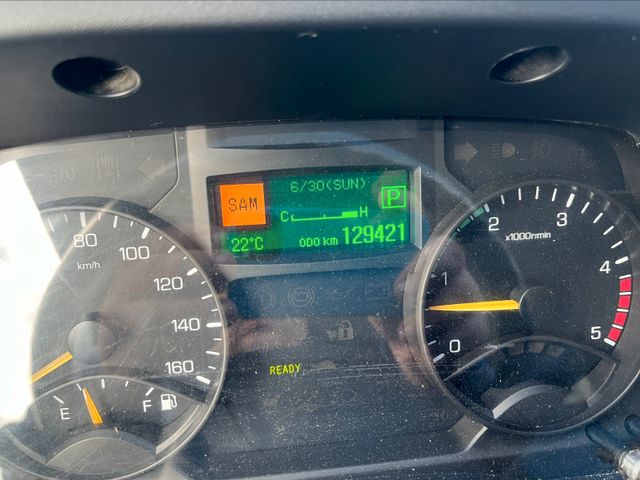 6/30(SUN)
SAM
P
C H
22°C
ODO km 129421
80
100
120
140
160
km/h
E F
READY
0
1
2
3
4
5
x1000r/min